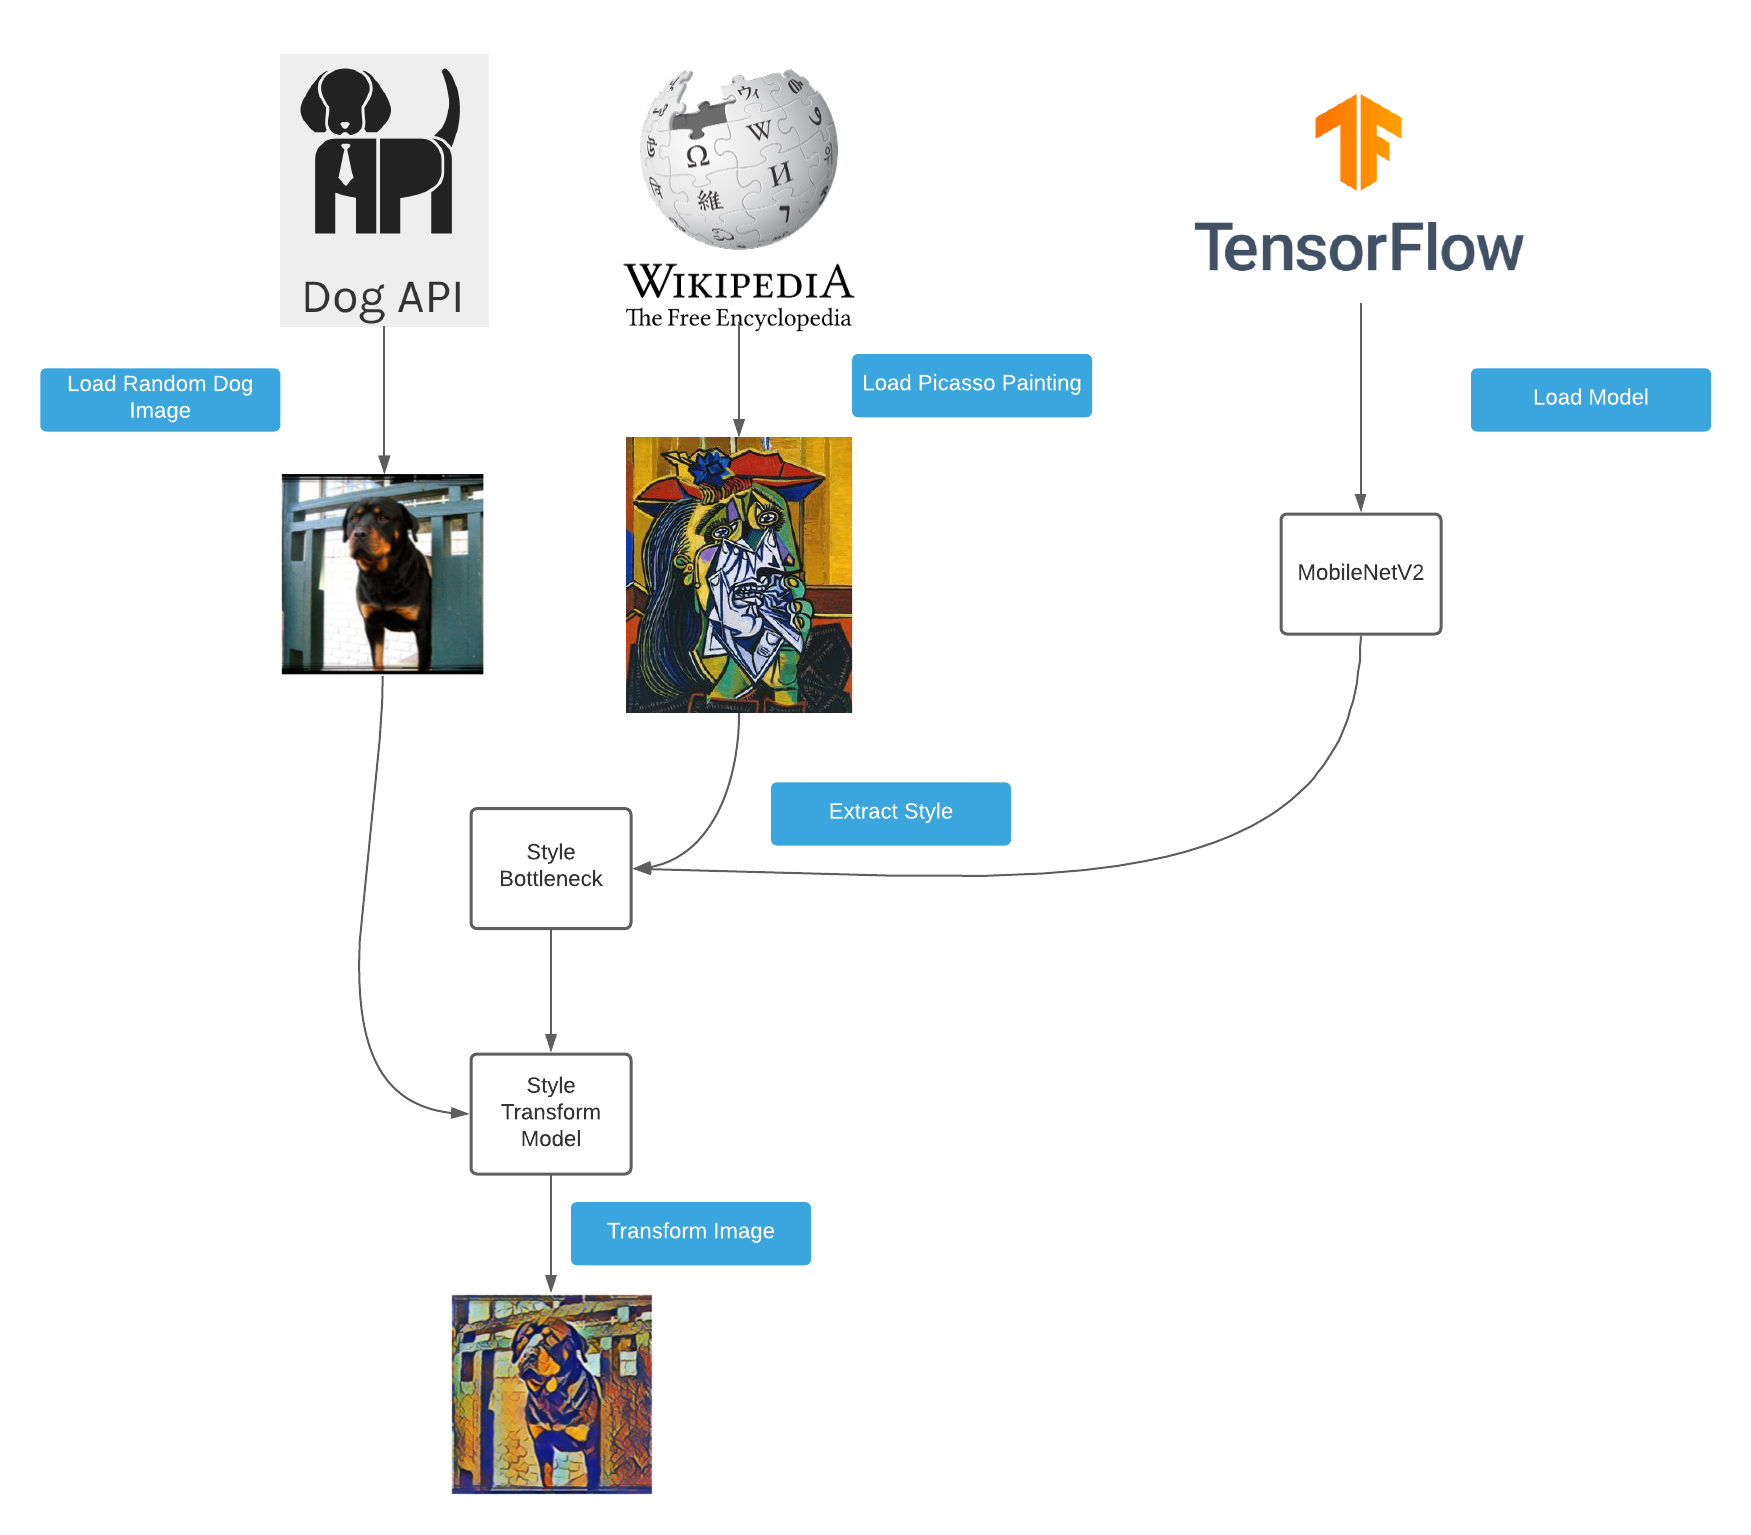 Dog API
WIKIPEDIA
The Free Encyclopedia
TensorFlow
Load Random Dog
Image
Load Picasso Painting
Load Model
MobileNetV2
Extract Style
Style
Bottleneck
Style
Transform
Model
Transform Image